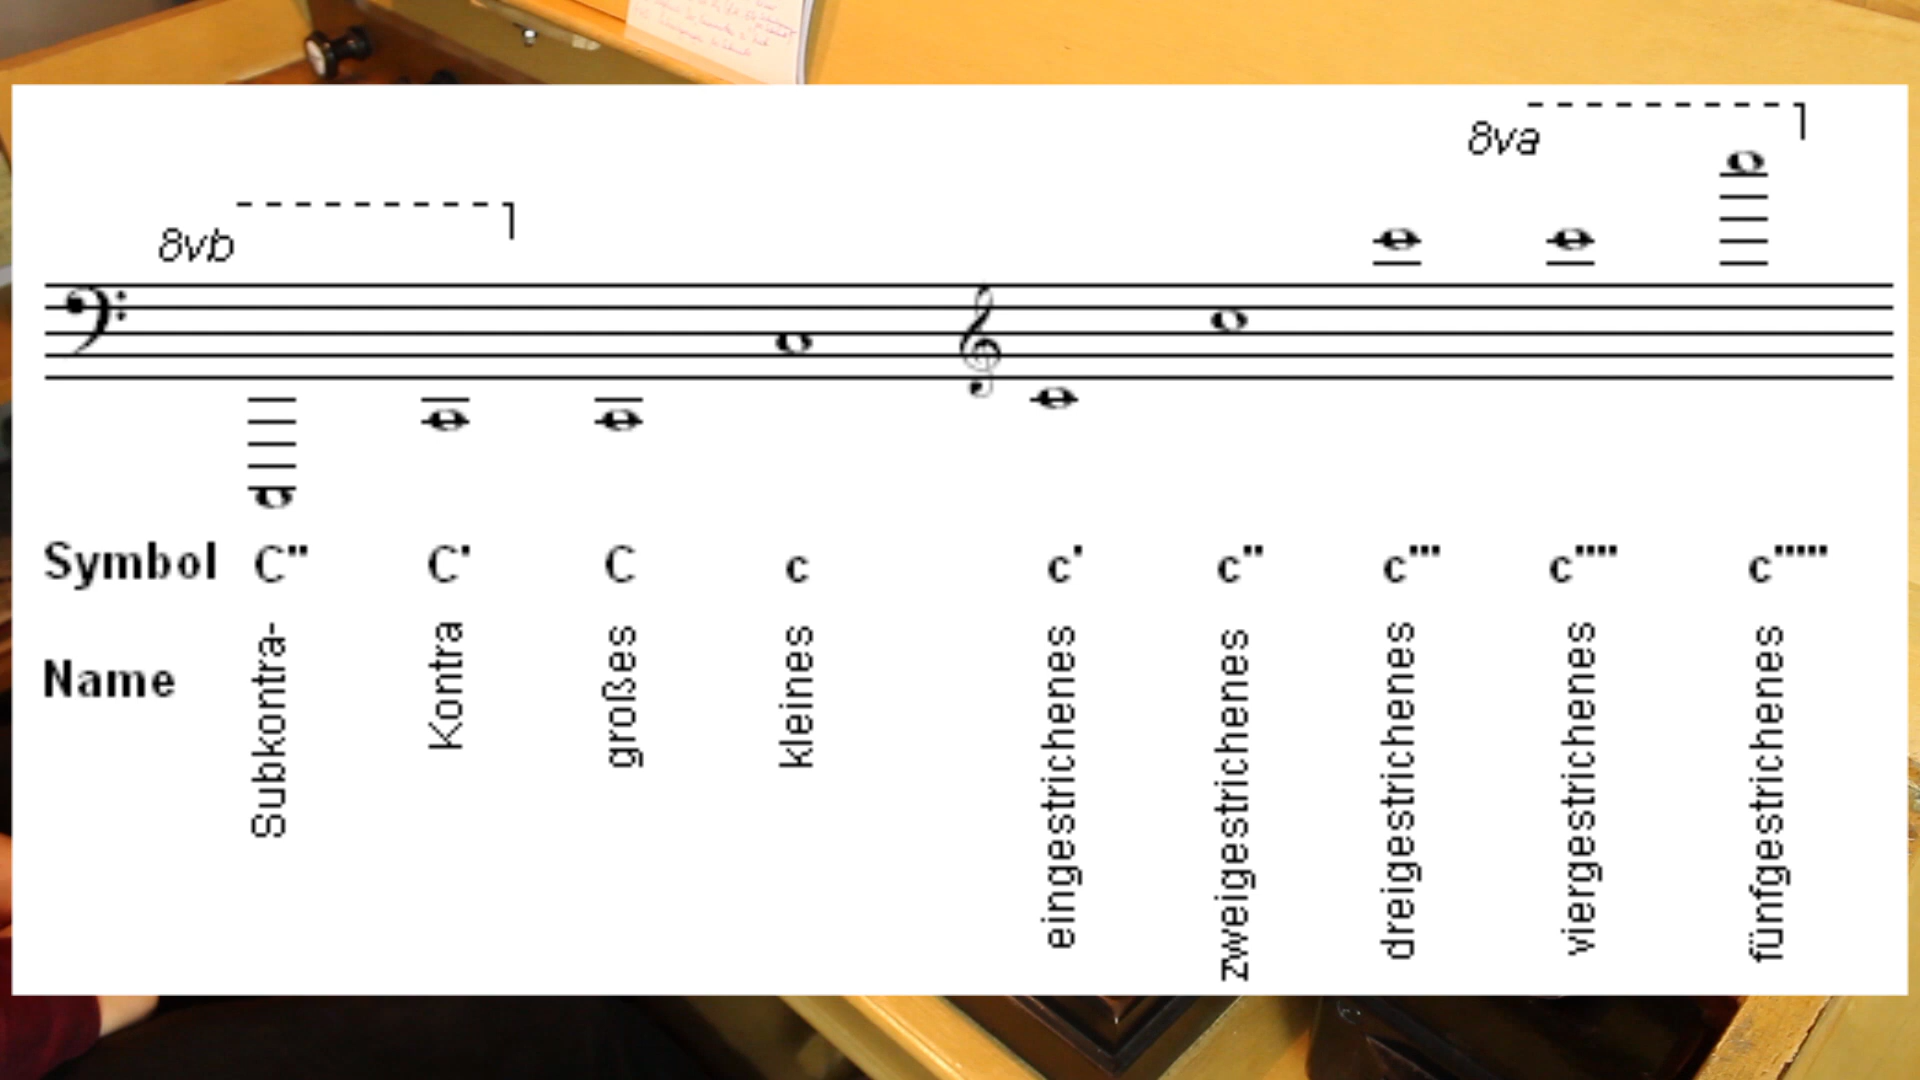 8va
8vb
Symbol C" C' C c c' c" c''' c'''' c'''''
Name Subkontra- Kontra großes kleines eingestrichenes zweigestrichenes dreigestrichenes viergestrichenes fünfgestrichenes